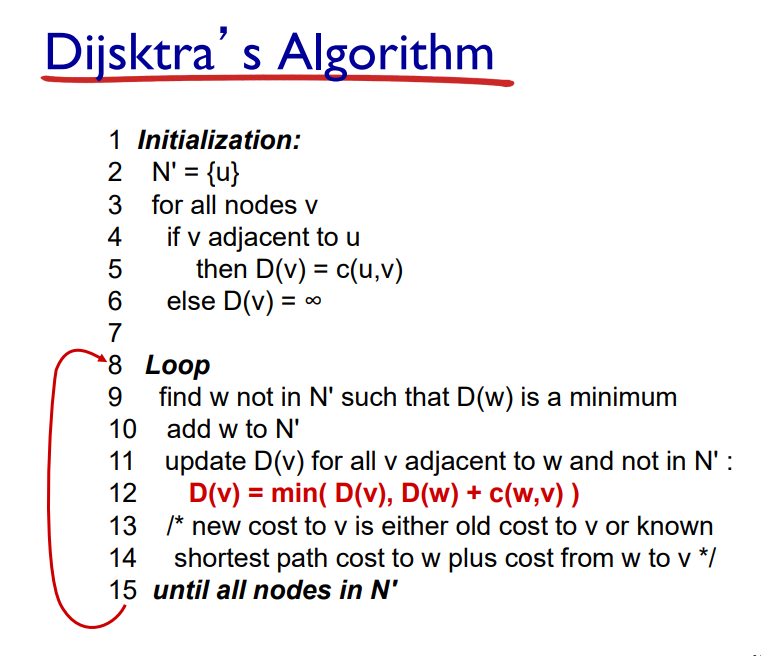 Dijsktra’s Algorithm
1 Initialization:
2 N' = {u}
3 for all nodes v
4 if v adjacent to u
5 then D(v) = c(u,v)
6 else D(v) = ∞
7
8 Loop
9 find w not in N' such that D(w) is a minimum
10 add w to N'
11 update D(v) for all v adjacent to w and not in N' :
12 D(v) = min( D(v), D(w) + c(w,v) )
13 /* new cost to v is either old cost to v or known
14 shortest path cost to w plus cost from w to v */
15 until all nodes in N'